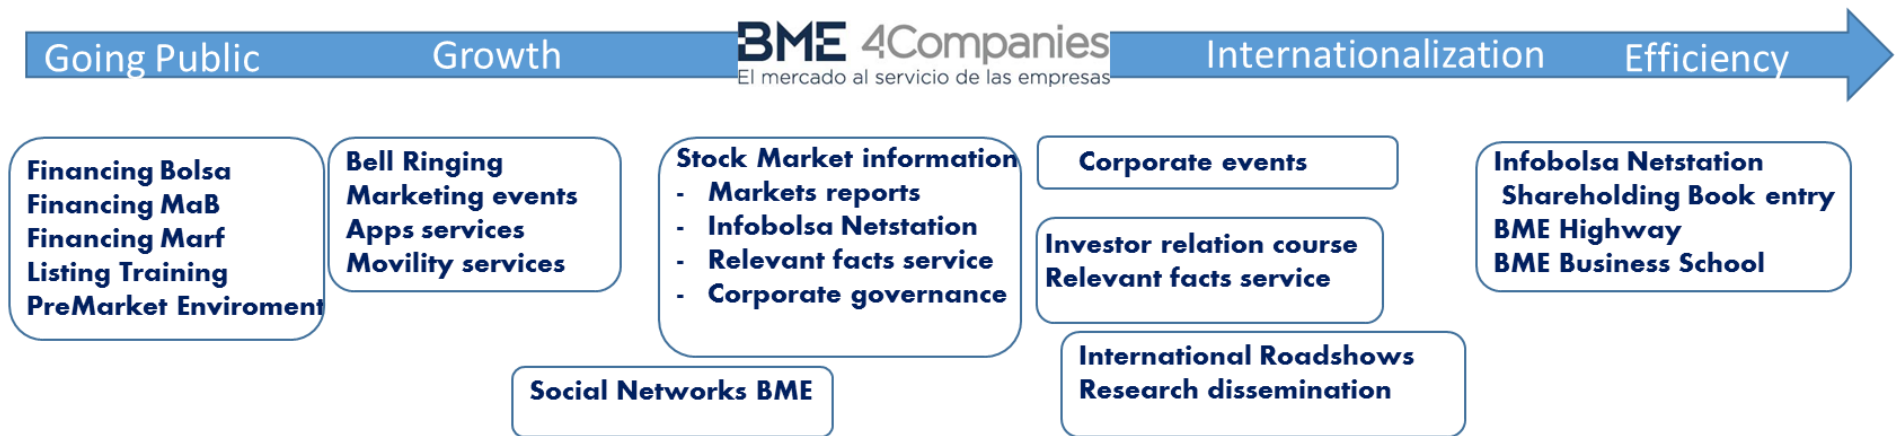 Going Public
Growth
BME 4Companies
El mercado al servicio de las empresas
Internationalization
Efficiency
Financing Bolsa
Financing MaB
Financing Marf
Listing Training
PreMarket Enviroment
Bell Ringing
Marketing events
Apps services
Movility services
Stock Market information
- Markets reports
- Infobolsa Netstation
- Relevant facts service
- Corporate governance
Social Networks BME
Corporate events
Investor relation course
Relevant facts service
International Roadshows
Research dissemination
Infobolsa Netstation
Shareholding Book entry
BME Highway
BME Business School